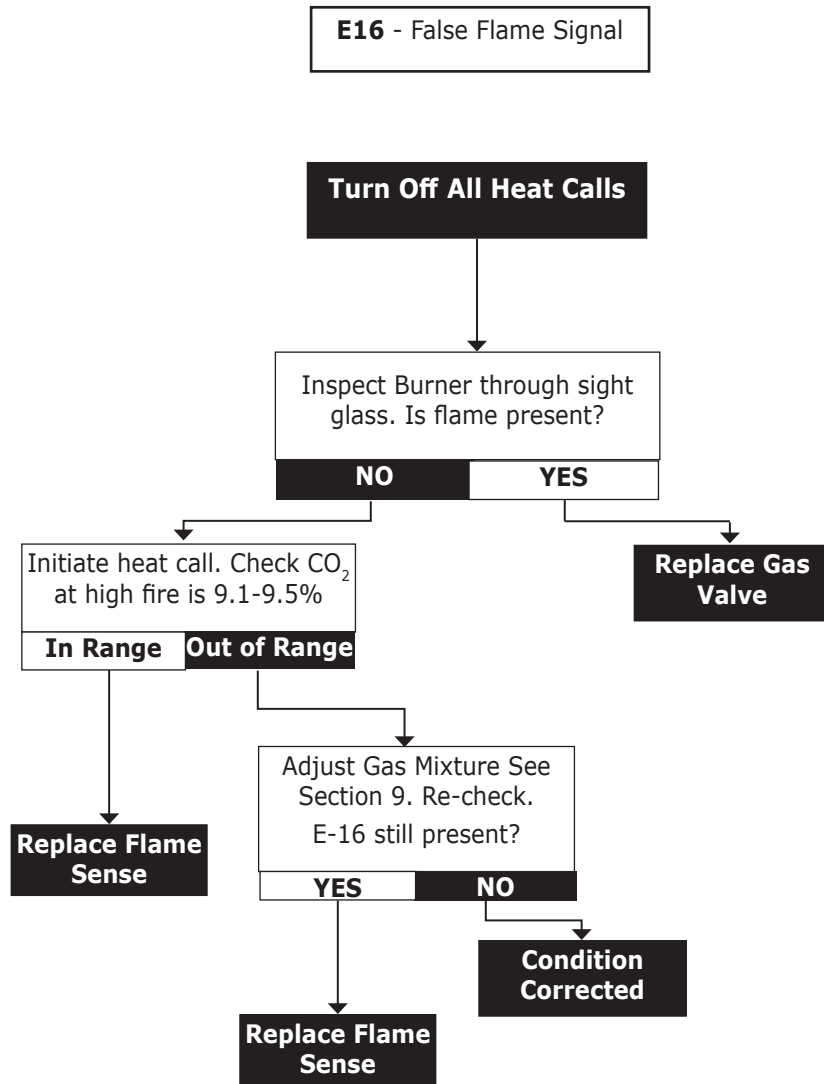 E16 - False Flame Signal
Turn Off All Heat Calls
Inspect Burner through sight
glass. Is flame present?
NO
YES
Initiate heat call. Check CO2
at high fire is 9.1-9.5%
In Range
Out of Range
Replace Gas
Valve
Adjust Gas Mixture See
Section 9. Re-check.
E-16 still present?
YES
NO
Replace Flame
Sense
Condition
Corrected
Replace Flame
Sense